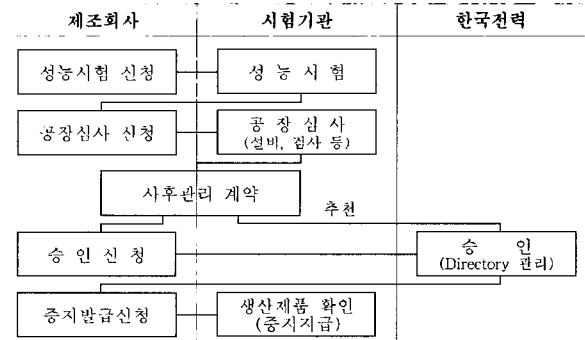 제조회사 시험기관 한국전력
성능시험 신청 성 능 시 험
공장심사 신청 공 장 심 사
(설비, 검사 등)
사후관리 계약
추천
승 인 신 청 승 인
(Directory 관리)
증지발급신청 생산제품 확인
(증지지급)